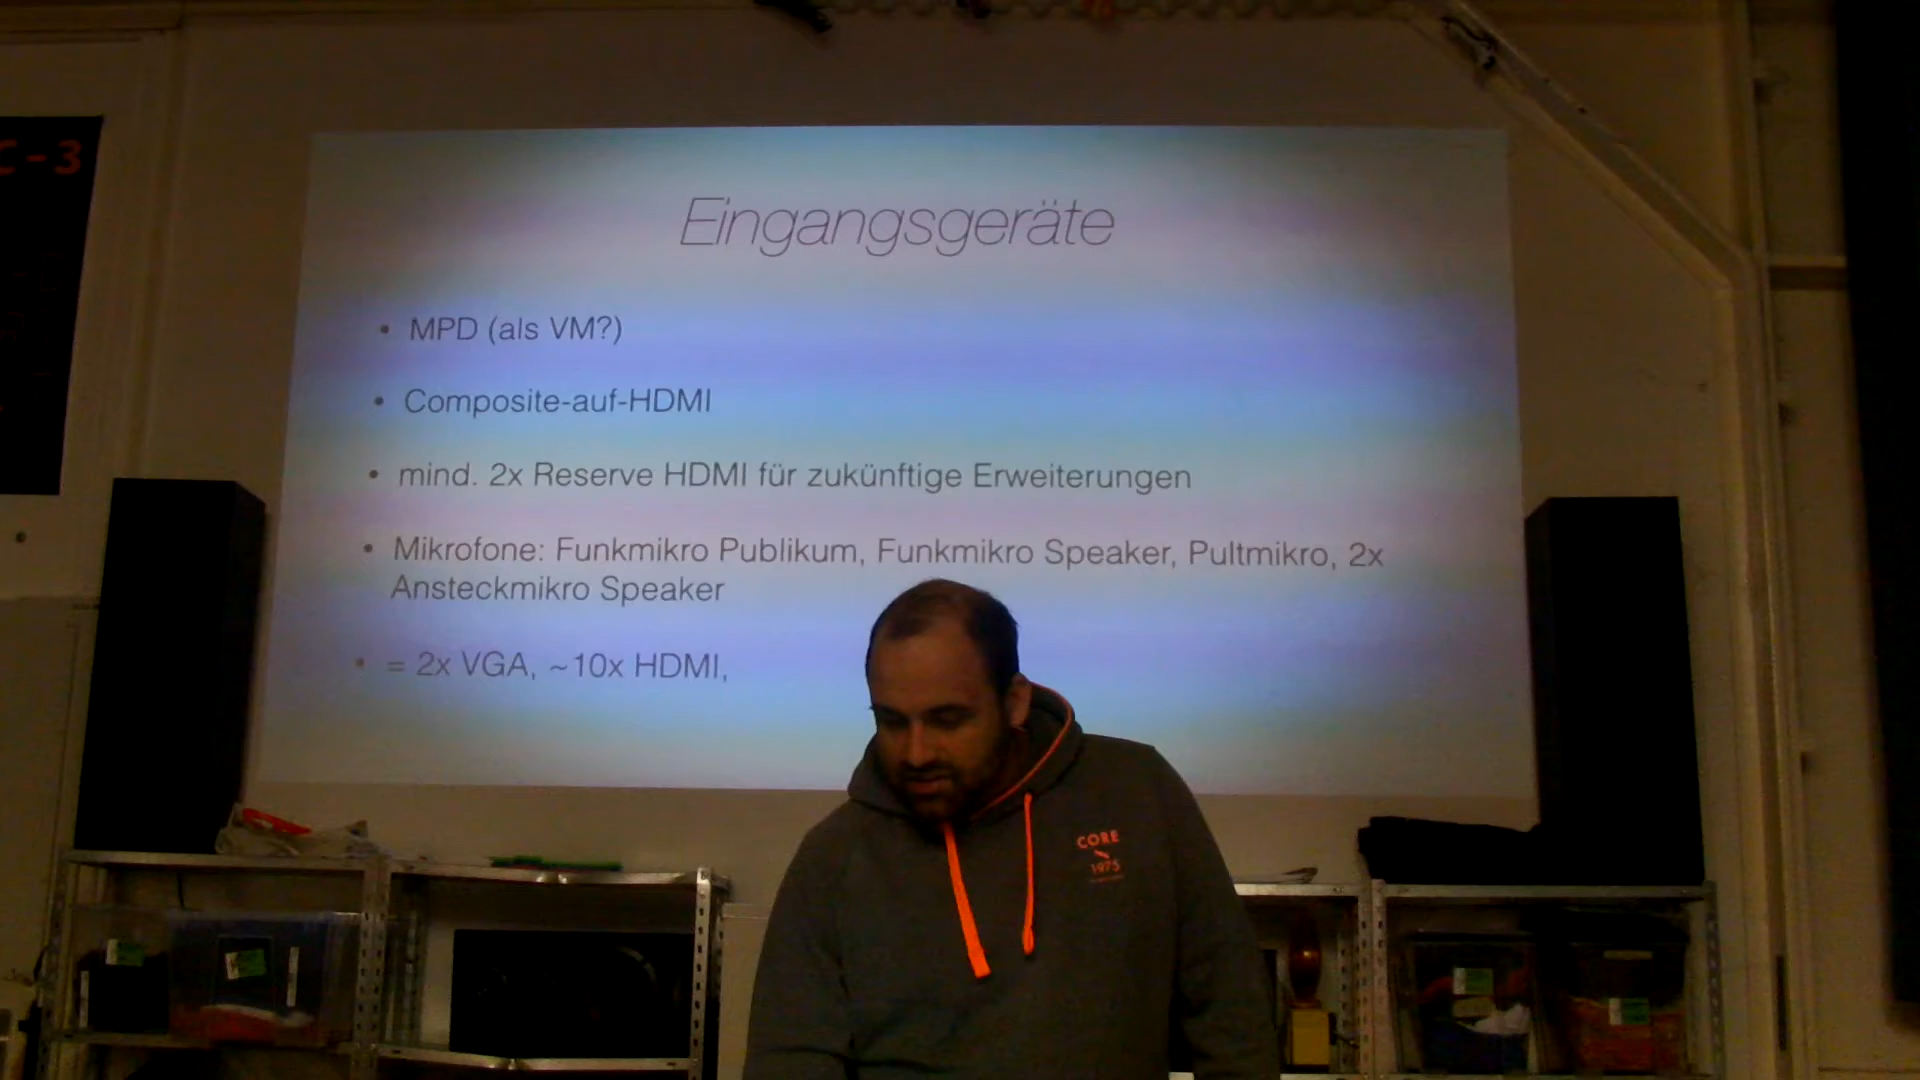 C-3
Eingangsgeräte
• MPD (als VM?)
• Composite-auf-HDMI
• mind. 2x Reserve HDMI für zukünftige Erweiterungen
• Mikrofone: Funkmikro Publikum, Funkmikro Speaker, Pultmikro, 2x
Ansteckmikro Speaker
• = 2x VGA, ~10x HDMI,
CORE
1975